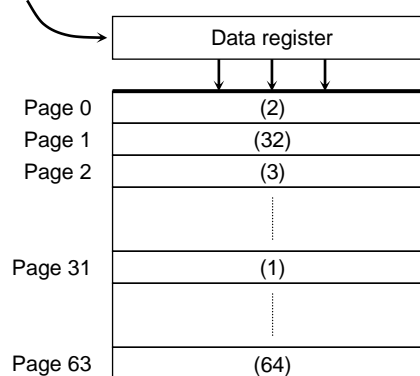 Data register
Page 0 (2)
Page 1 (32)
Page 2 (3)
Page 31 (1)
Page 63 (64)